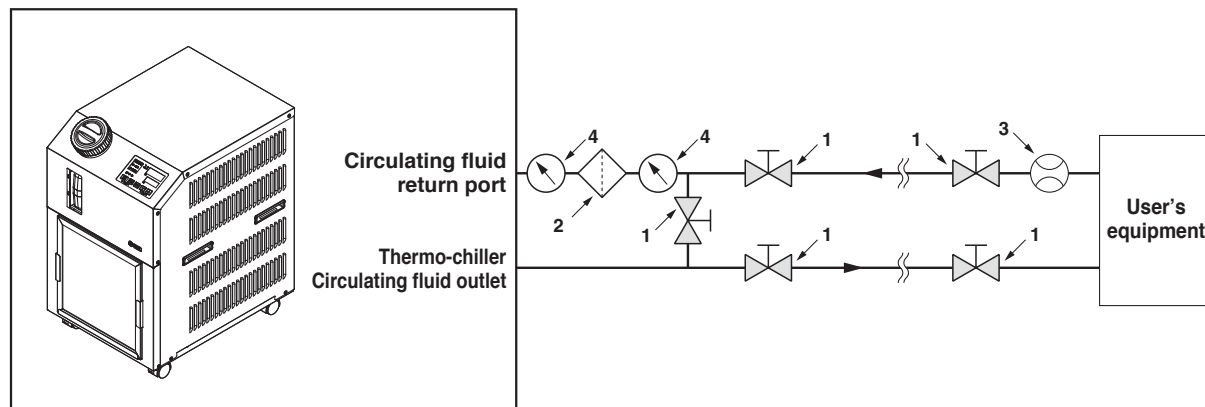 4
4
1
1
3
Circulating fluid
return port
2
1
User's
equipment
1
1
Thermo-chiller
Circulating fluid outlet